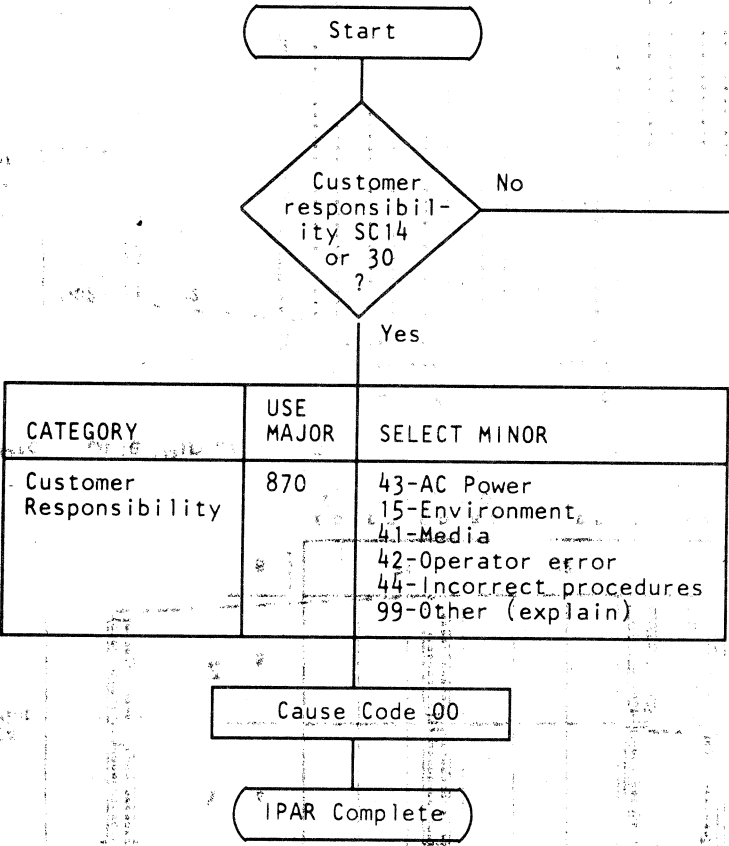 Start
Customer
responsibil-
ity SC14
or 30
?
No
Yes
CATEGORY
USE
MAJOR
SELECT MINOR
Customer
Responsibility
870
43-AC Power
15-Environment
41-Media
42-Operator error
44-Incorrect procedures
99-Other (explain)
Cause Code 00
IPAR Complete